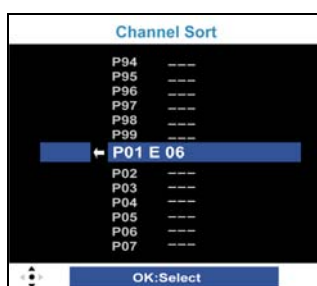 Channel Sort
P94 ---
P95 ---
P96 ---
P97 ---
P98 ---
P99 ---
P01 E 06
P02 ---
P03 ---
P04 ---
P05 ---
P06 ---
P07 ---
OK:Select